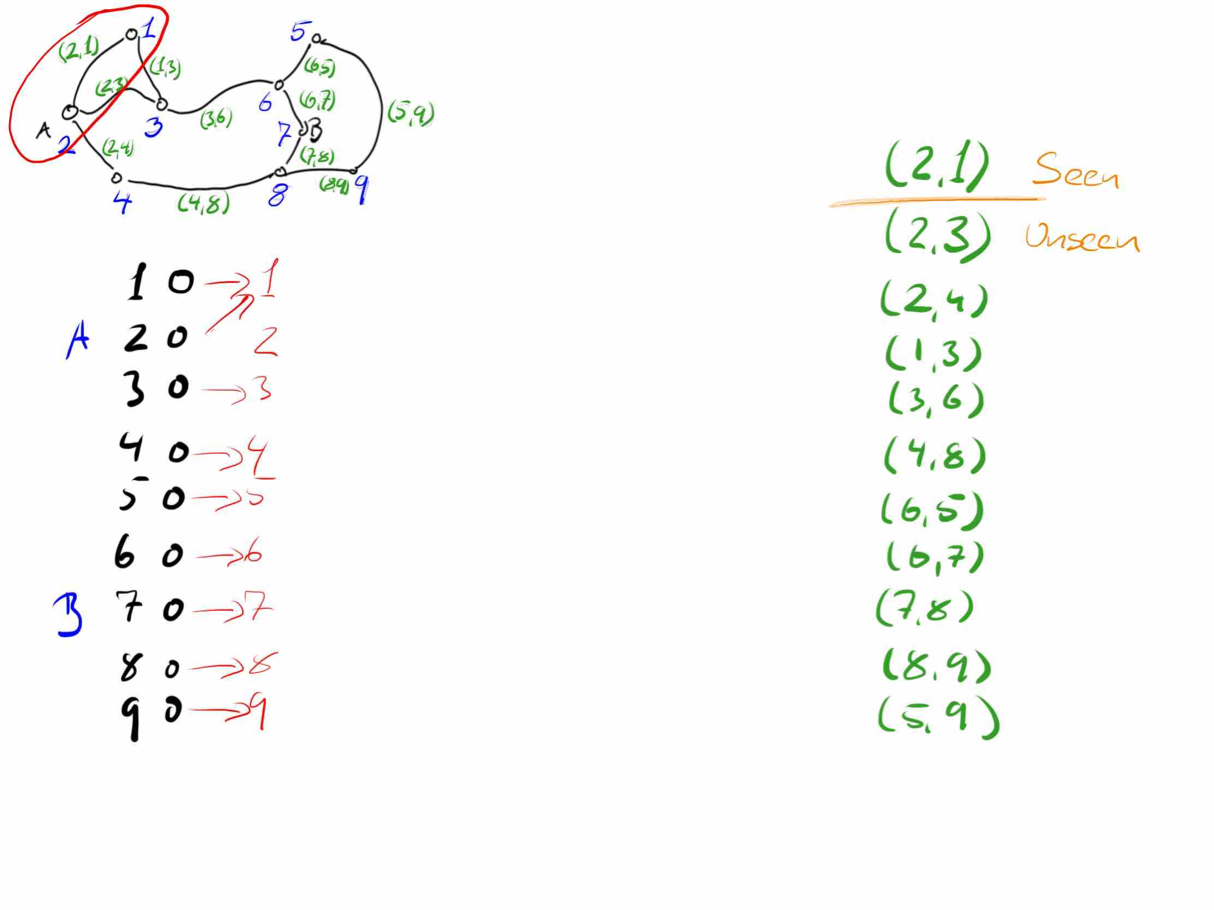 1
5
(2,1)
(1,3)
(6,5)
(2,3)
6
(6,7)
(5,9)
A
2
3
(3,6)
7 B
(2,4)
(7,8)
4
(4,8)
8
(8,9)
9
(2,1) Seen
(2,3) Unseen
(2,4)
(1,3)
(3,6)
(4,8)
(6,5)
(6,7)
(7,8)
(8,9)
(5,9)
1 0 → 1
A 2 0 2
3 0 → 3
4 0 → 4
5 0 → 5
6 0 → 6
B 7 0 → 7
8 0 → 8
9 0 → 9